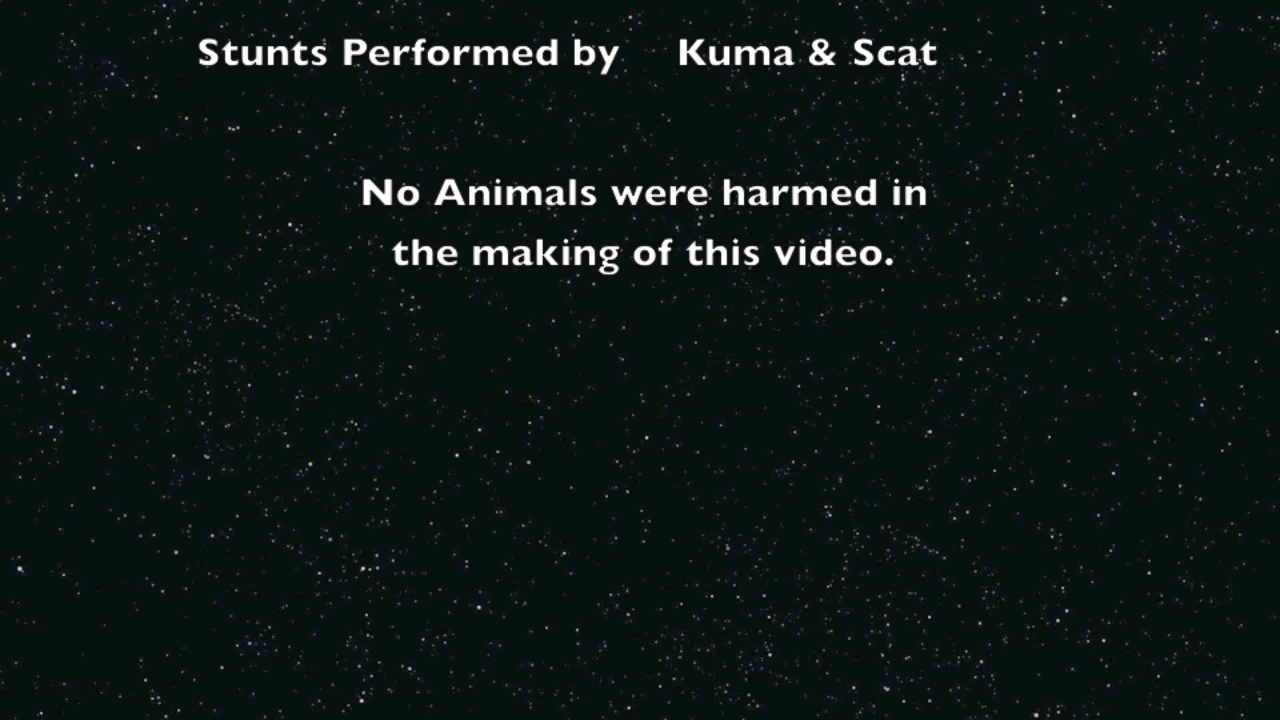 Stunts Performed by Kuma & Scat
No Animals were harmed in
the making of this video.